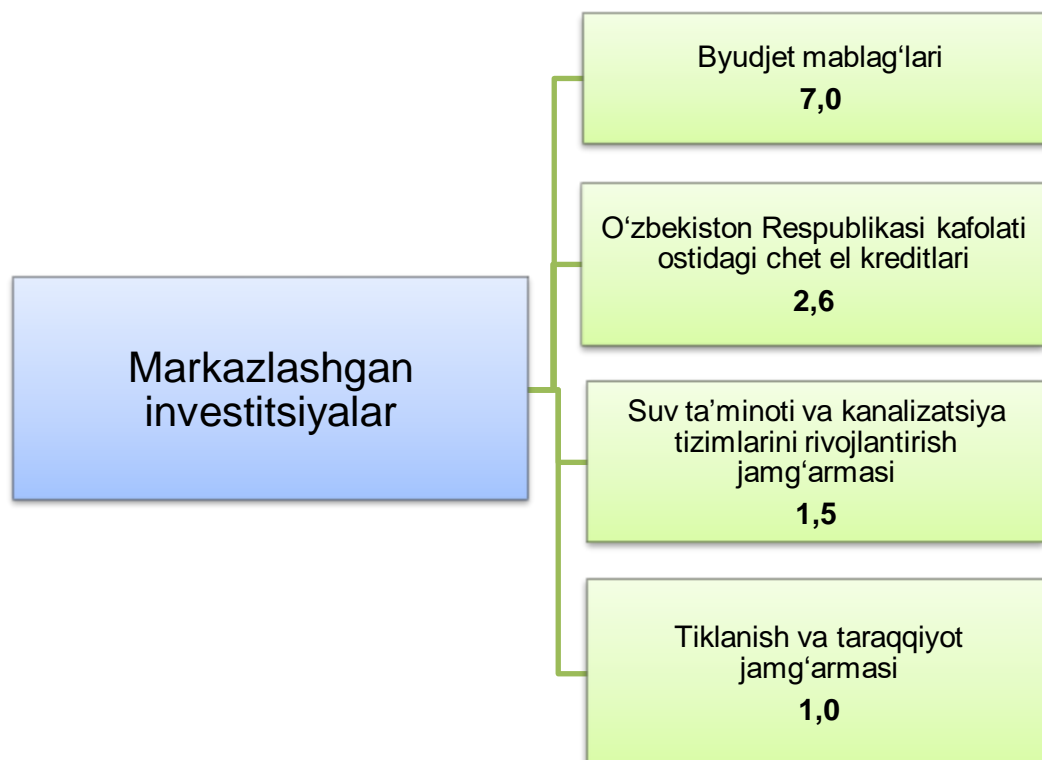 Byudjet mablag‘lari
7,0
O‘zbekiston Respublikasi kafolati
ostidagi chet el kreditlari
2,6
Markazlashgan
investitsiyalar
Suv ta’minoti va kanalizatsiya
tizimlarini rivojlantirish
jamg‘armasi
1,5
Tiklanish va taraqqiyot
jamg‘armasi
1,0